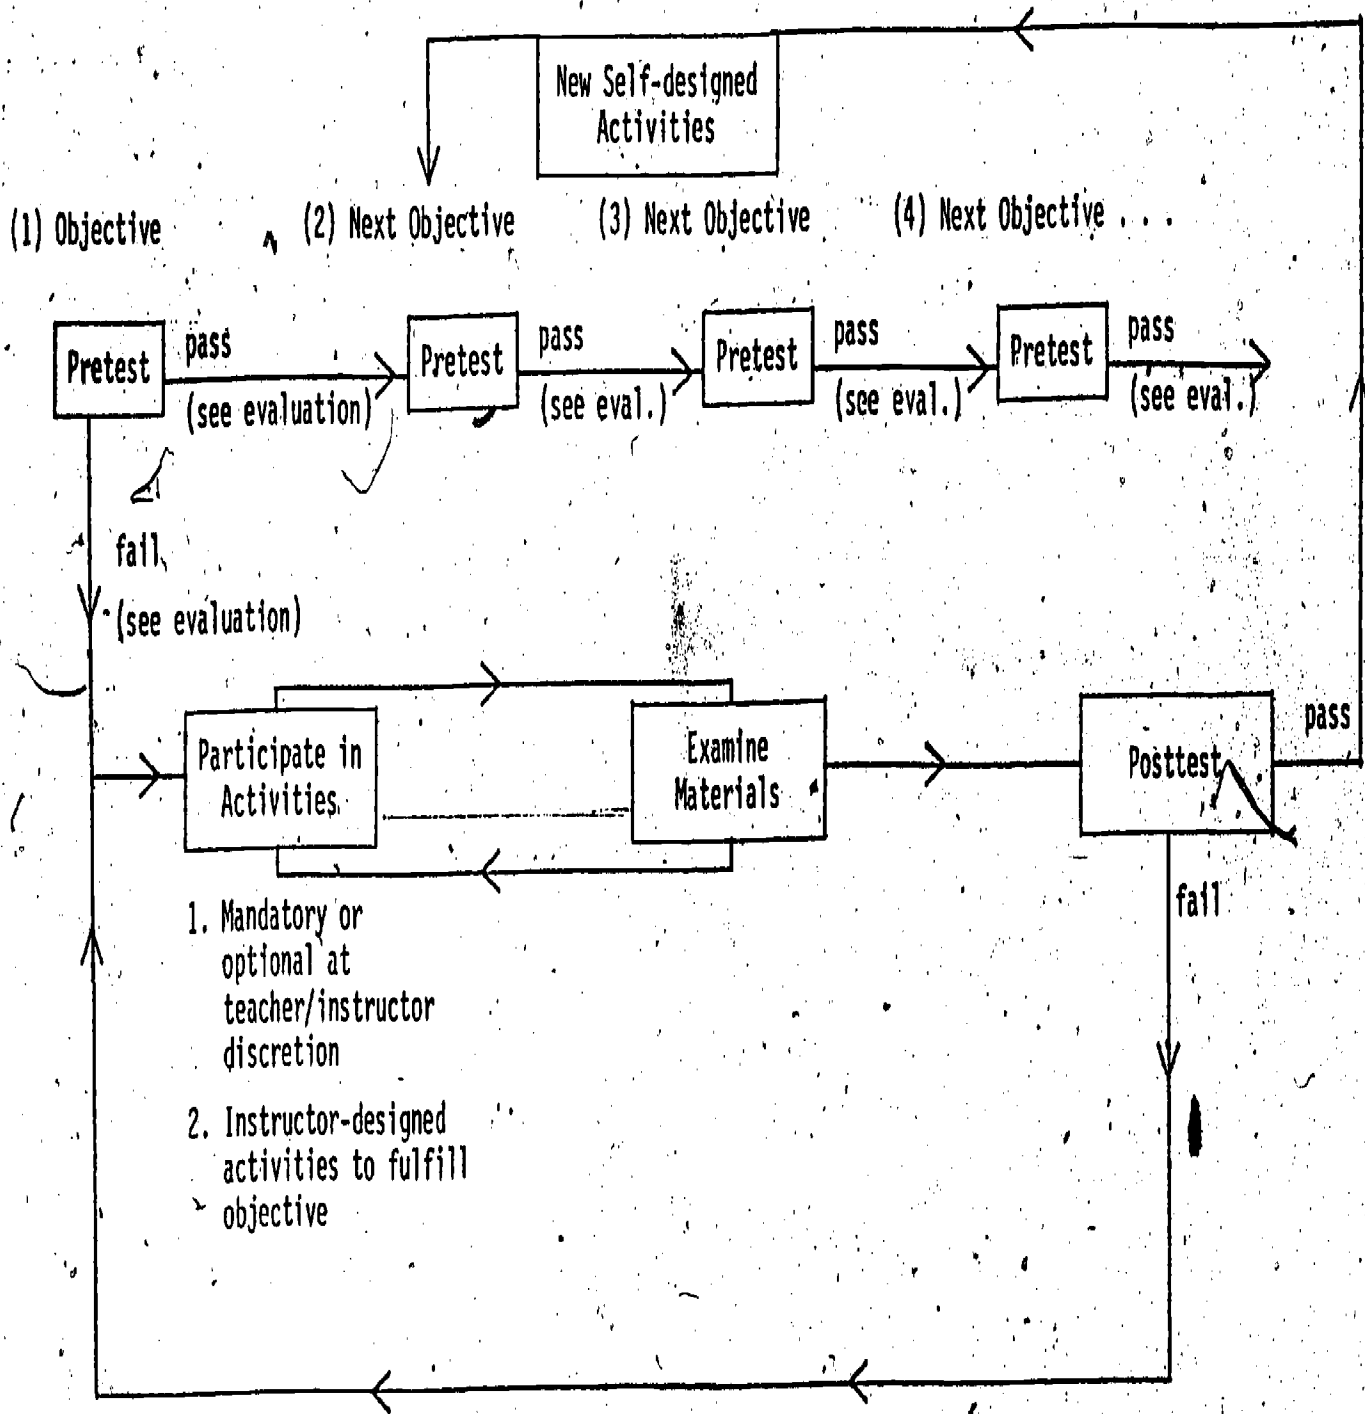 New Self-designed
Activities
(1) Objective
(2) Next Objective
(3) Next Objective
(4) Next Objective . . .
Pretest
pass
(see evaluation)
Pretest
pass
(see eval.)
Pretest
pass
(see eval.)
Pretest
pass
(see eval.)
fail
(see evaluation)
Participate in
Activities
Examine
Materials
Posttest
pass
fail
1. Mandatory or
optional at
teacher/instructor
discretion
2. Instructor-designed
activities to fulfill
objective